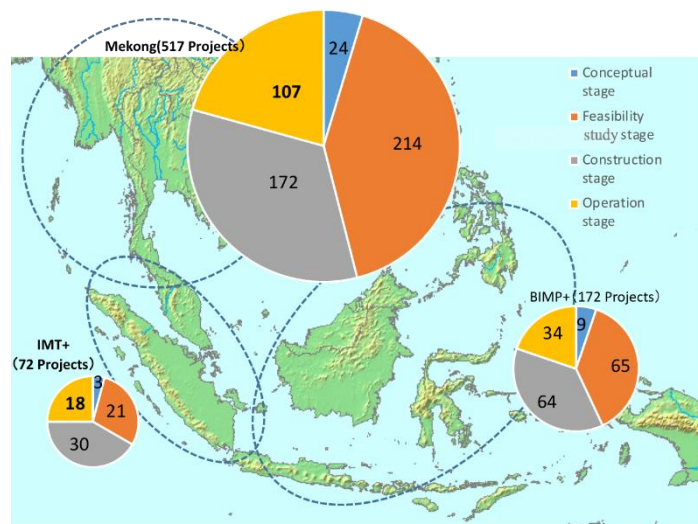 Mekong(517 Projects)
24
107
214
172
Conceptual
stage
Feasibility
study stage
Construction
stage
Operation
stage
BIMP+(172 Projects)
9
34
65
64
IMT+
(72 Projects)
3
18
21
30